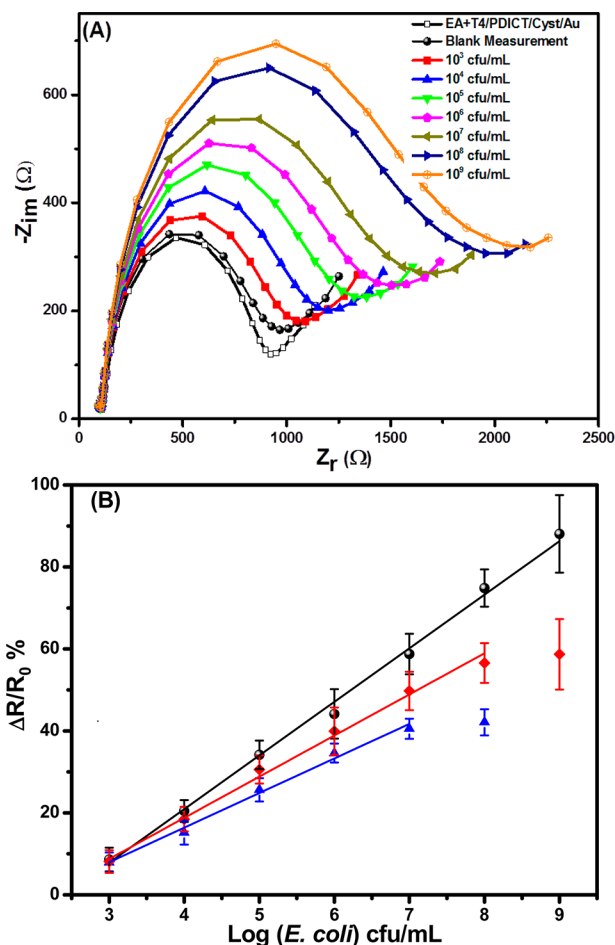 (A)
EA+T4/PDICT/Cyst/Au
Blank Measurement
10³ cfu/mL
10⁴ cfu/mL
10⁵ cfu/mL
10⁶ cfu/mL
10⁷ cfu/mL
10⁸ cfu/mL
10⁹ cfu/mL
-Zim (Ω)
600
400
200
0
0 500 1000 1500 2000 2500
Zr (Ω)
(B)
ΔR/R₀ %
100
80
60
40
20
0
3 4 5 6 7 8 9
Log (E. coli) cfu/mL